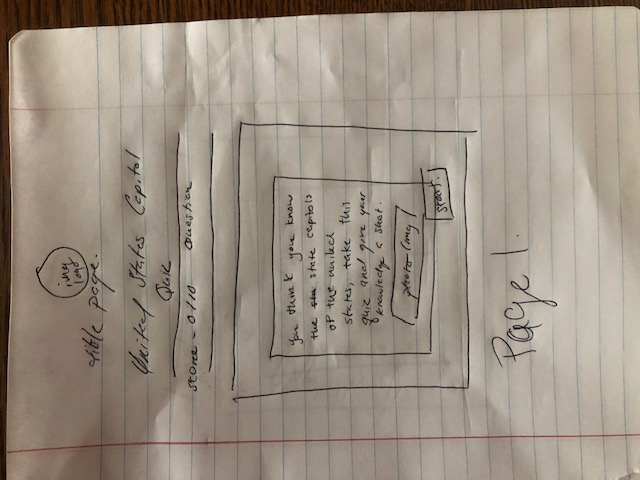 img
logo
title page.
United States Capitol
Quiz
score - 0/10 Question
You think you know
the state capitols
of the united
states, take this
quiz and give your
knowledge a shot.
photo/img
start.
Page 1.